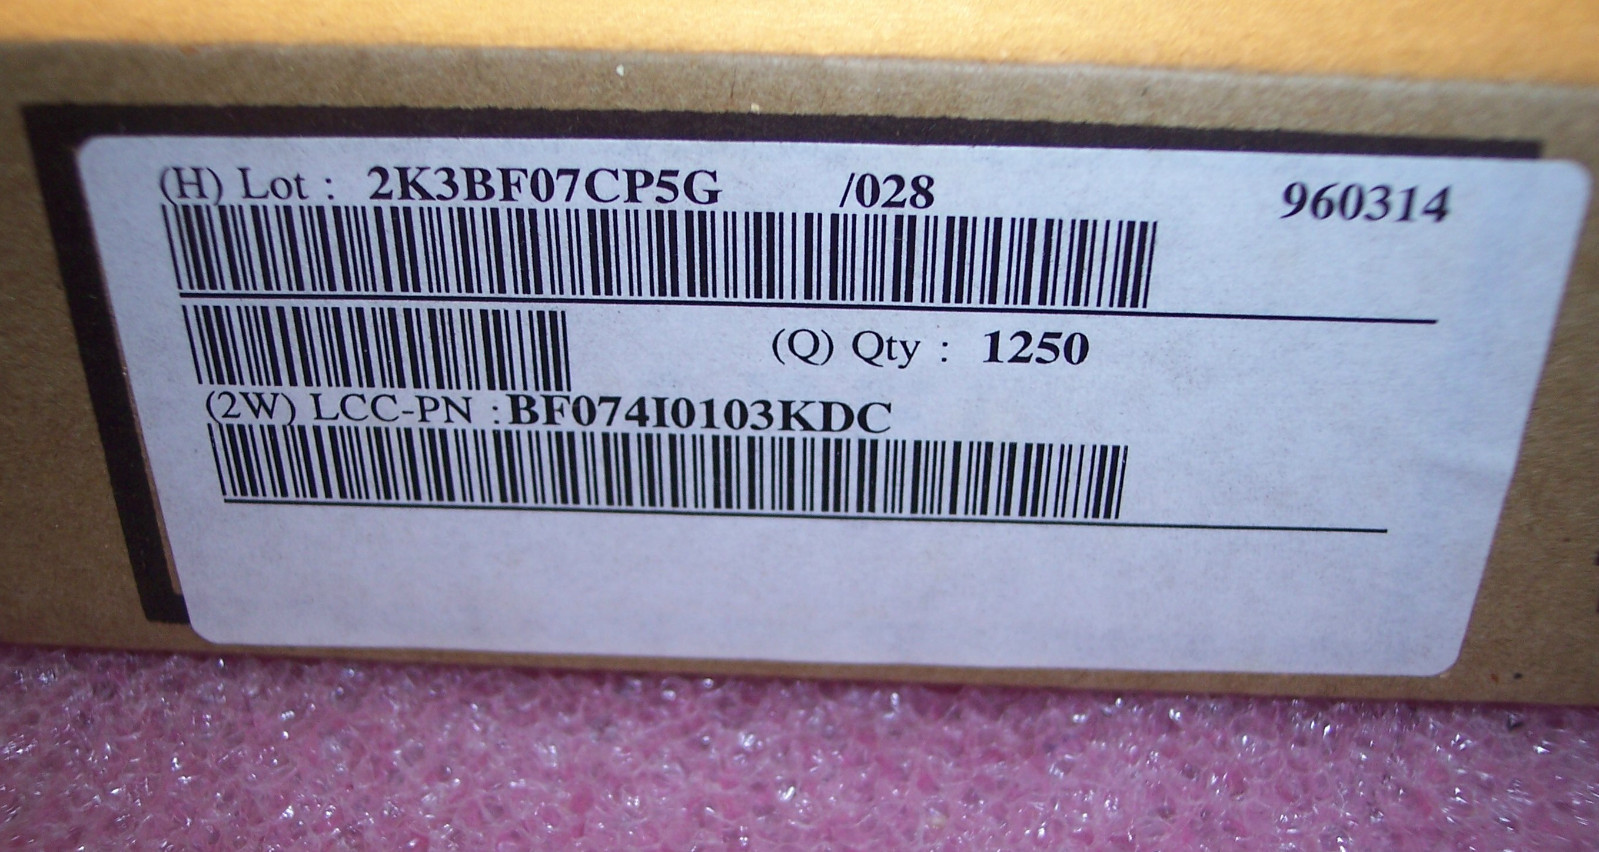 (H) Lot : 2K3BF07CP5G /028 960314
(Q) Qty : 1250
(2W) LCC-PN :BF074I0103KDC